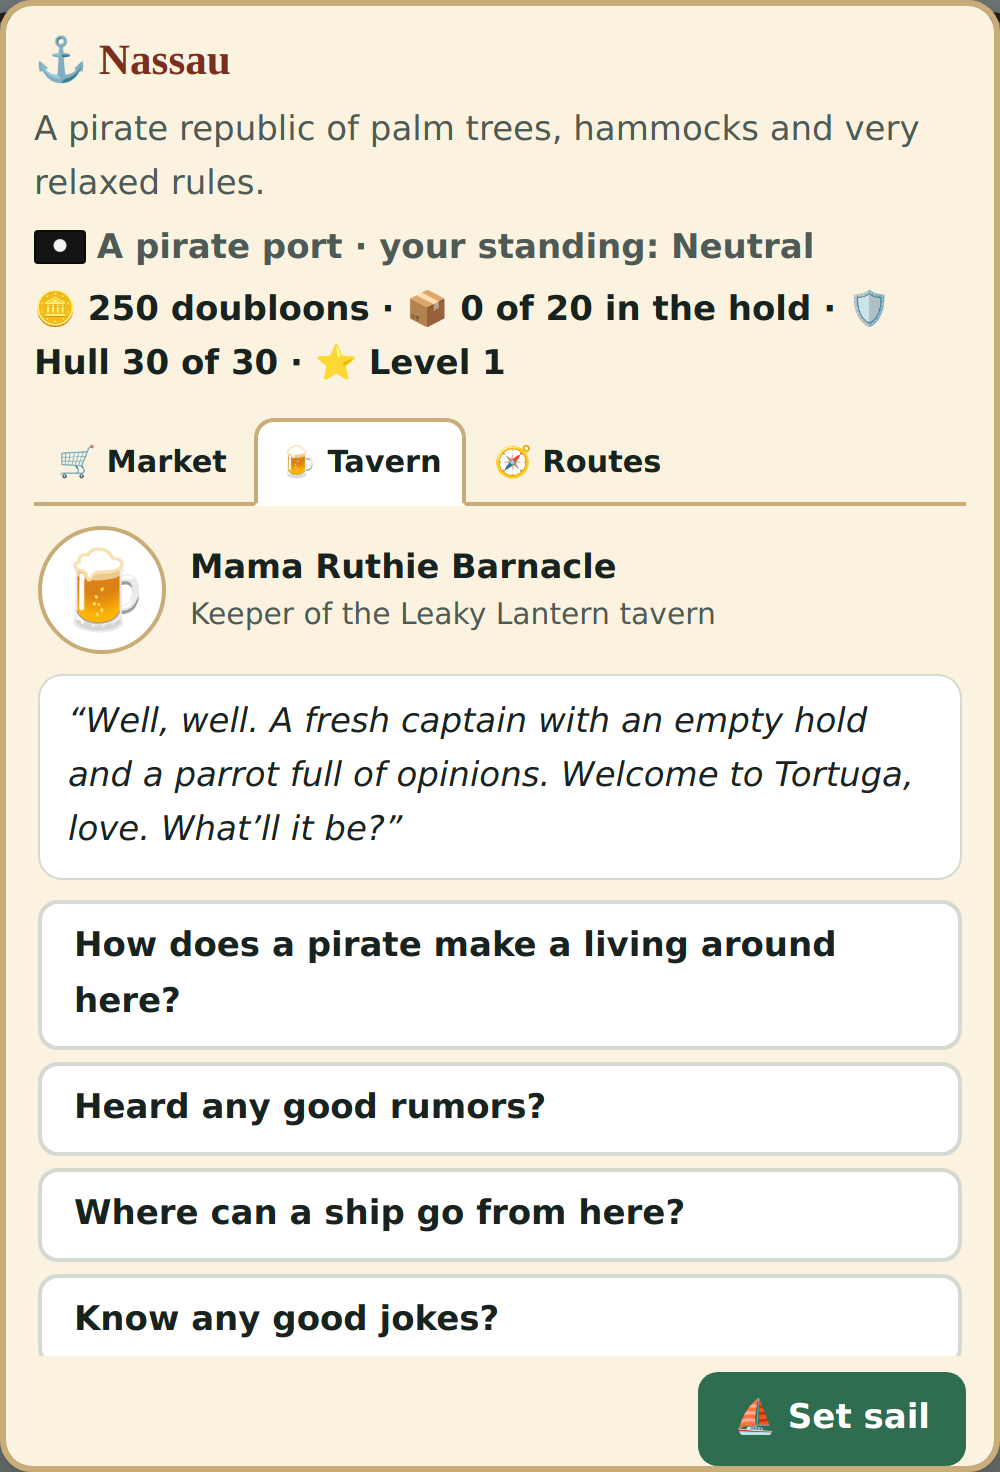 Nassau
A pirate republic of palm trees, hammocks and very
relaxed rules.
A pirate port · your standing: Neutral
250 doubloons · 0 of 20 in the hold ·
Hull 30 of 30 · Level 1
Market Tavern Routes
Mama Ruthie Barnacle
Keeper of the Leaky Lantern tavern
“Well, well. A fresh captain with an empty hold
and a parrot full of opinions. Welcome to Tortuga,
love. What’ll it be?”
How does a pirate make a living around
here?
Heard any good rumors?
Where can a ship go from here?
Know any good jokes?
Set sail